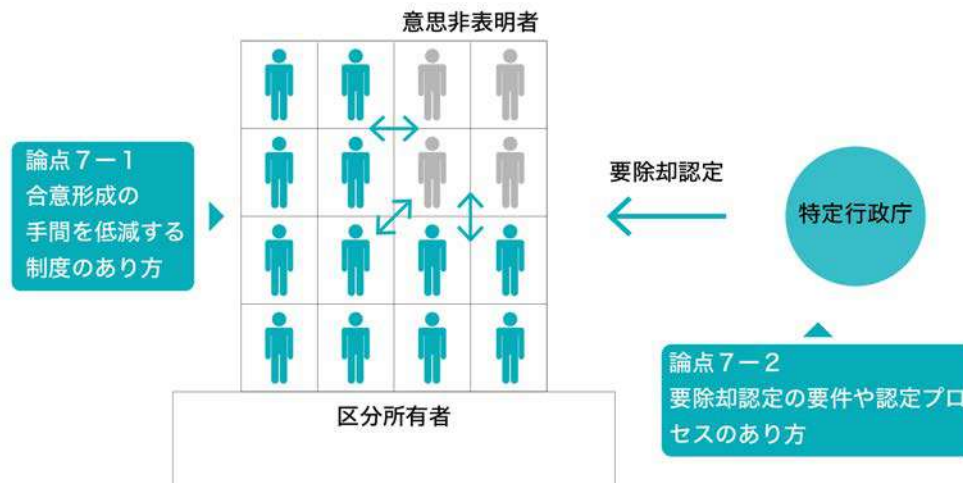 意思非表明者
論点７ー１
合意形成の
手間を低減する
制度のあり方
要除却認定
特定行政庁
区分所有者
論点７ー２
要除却認定の要件や認定プロ
セスのあり方